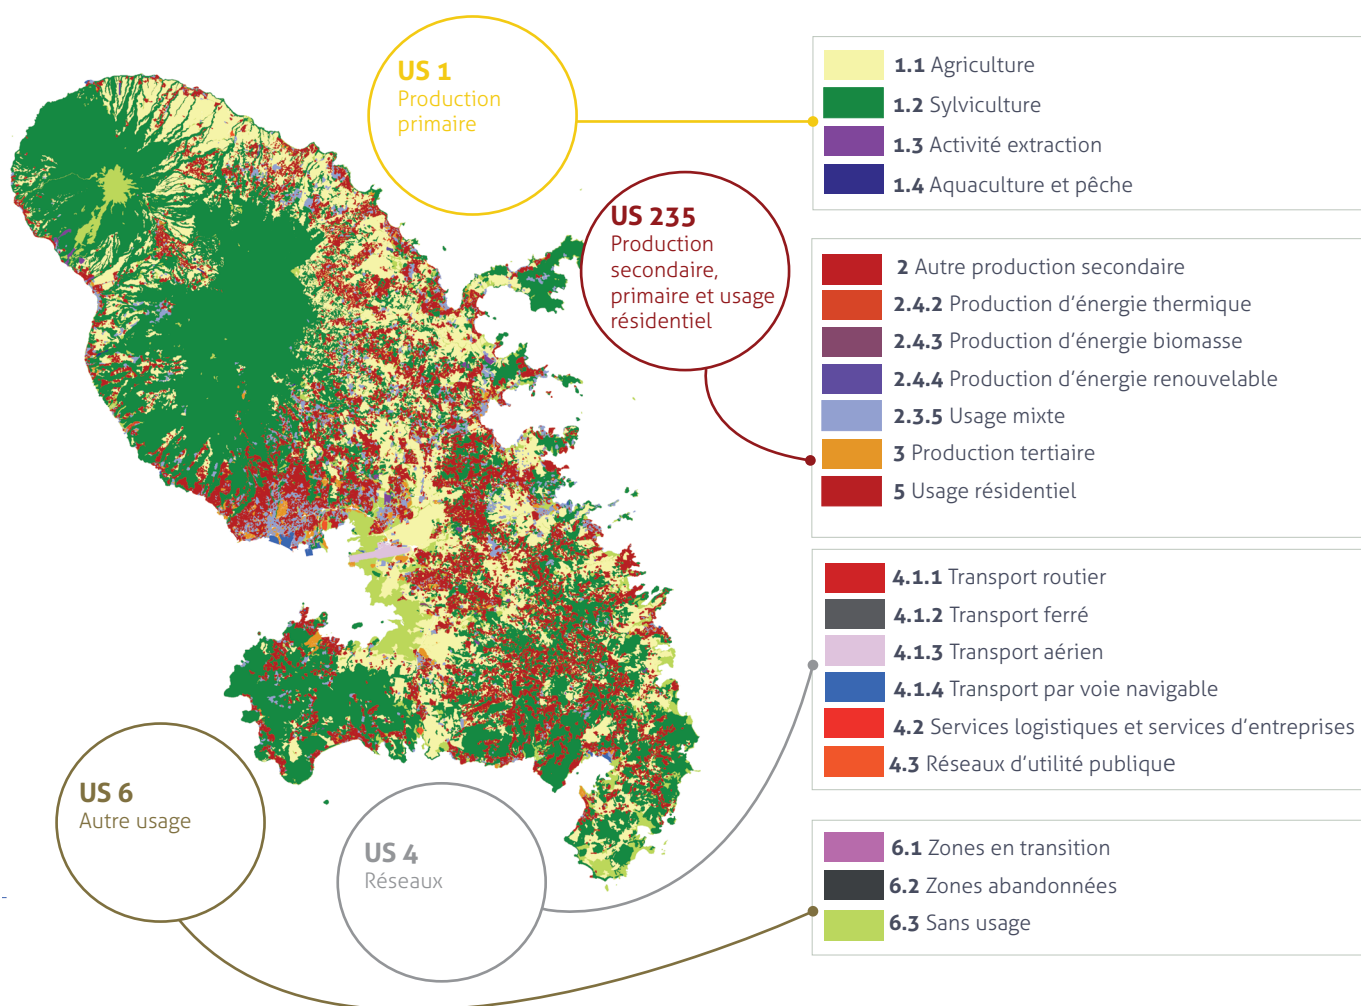 US 1
Production
primaire
1.1 Agriculture
1.2 Sylviculture
1.3 Activité extraction
1.4 Aquaculture et pêche
US 235
Production
secondaire,
primaire et usage
résidentiel
2 Autre production secondaire
2.4.2 Production d'énergie thermique
2.4.3 Production d'énergie biomasse
2.4.4 Production d'énergie renouvelable
2.3.5 Usage mixte
3 Production tertiaire
5 Usage résidentiel
4.1.1 Transport routier
4.1.2 Transport ferré
4.1.3 Transport aérien
4.1.4 Transport par voie navigable
4.2 Services logistiques et services d'entreprises
4.3 Réseaux d'utilité publique
US 6
Autre usage
US 4
Réseaux
6.1 Zones en transition
6.2 Zones abandonnées
6.3 Sans usage
-